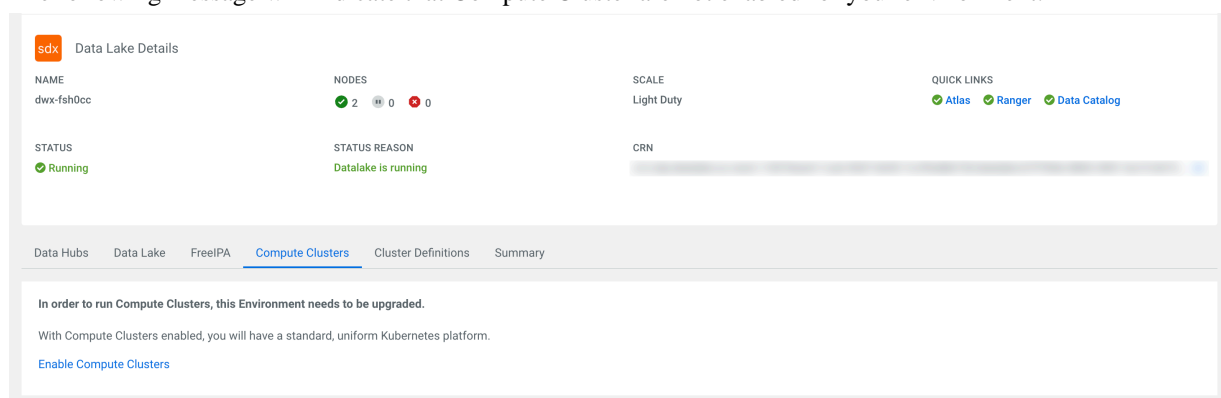 sdx Data Lake Details
NAME NODES SCALE QUICK LINKS
dwx-fsh0cc 2 0 0 Light Duty Atlas Ranger Data Catalog
STATUS STATUS REASON CRN
Running Datalake is running
Data Hubs Data Lake FreeIPA Compute Clusters Cluster Definitions Summary
In order to run Compute Clusters, this Environment needs to be upgraded.
With Compute Clusters enabled, you will have a standard, uniform Kubernetes platform.
Enable Compute Clusters